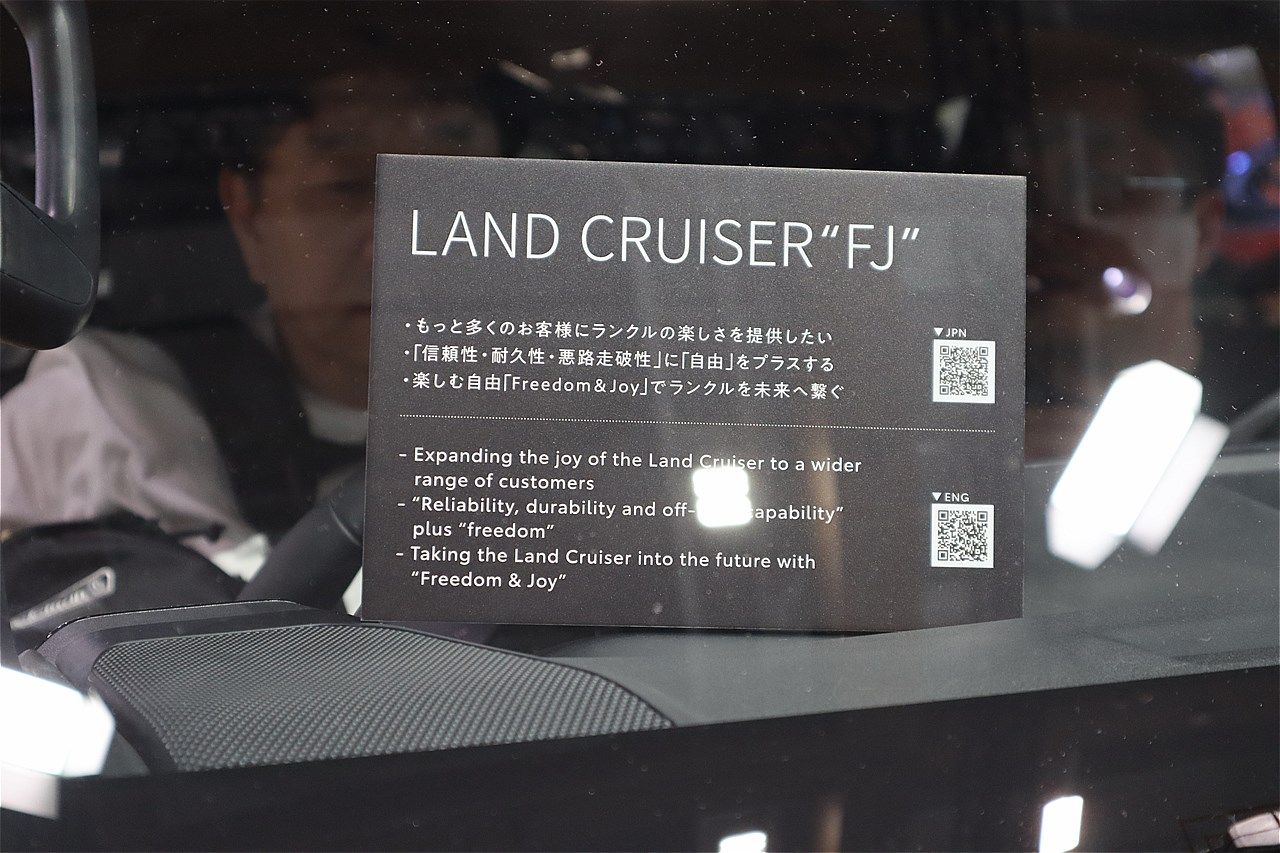 LAND CRUISER“FJ”
・もっと多くのお客様にランクルの楽しさを提供したい
・「信頼性・耐久性・悪路走破性」に「自由」をプラスする
・楽しむ自由「Freedom＆Joy」でランクルを未来へ繋ぐ
▼JPN
– Expanding the joy of the Land Cruiser to a wider
range of customers
– “Reliability, durability and off- capability”
plus “freedom”
– Taking the Land Cruiser into the future with
“Freedom & Joy”
▼ENG